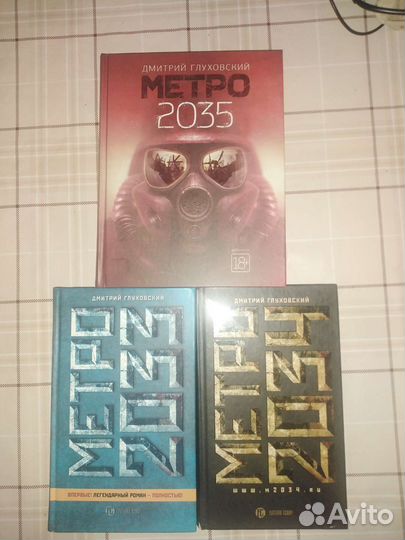 ДМИТРИЙ ГЛУХОВСКИЙ
МЕТРО
2035
18+
ДМИТРИЙ ГЛУХОВСКИЙ
МЕТРО
2033
ВПЕРВЫЕ! ЛЕГЕНДАРНЫЙ РОМАН – ПОЛНОСТЬЮ!
ДМИТРИЙ ГЛУХОВСКИЙ
МЕТРО
2034
www.m2034.ru
Avito